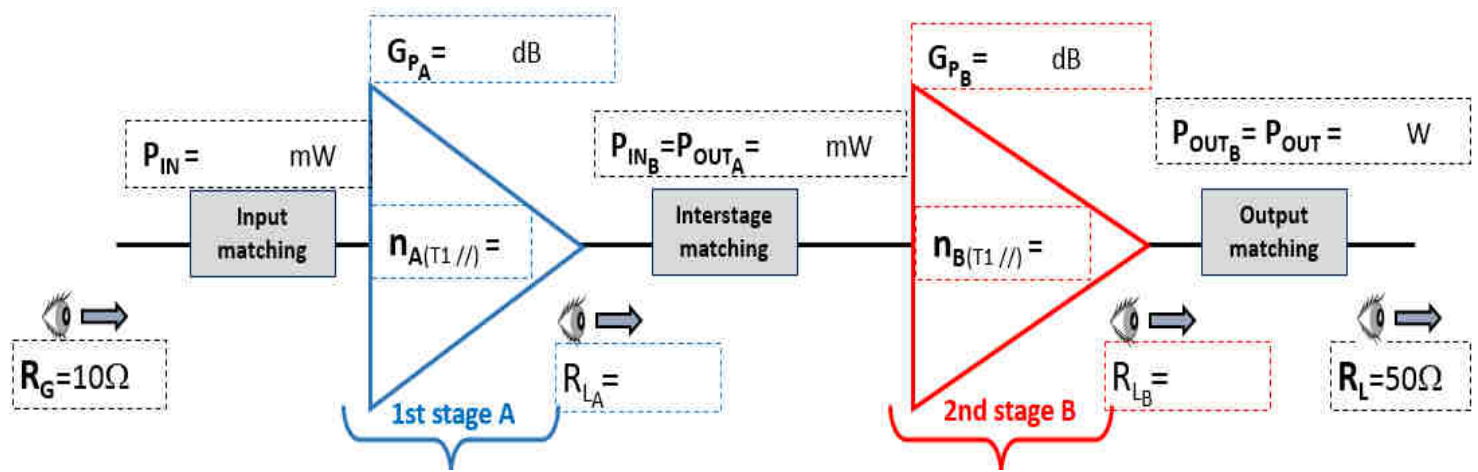 G_PA= dB
G_PB= dB
P_IN= mW
P_INB=P_OUTA= mW
P_OUTB= P_OUT= W
Input
matching
Interstage
matching
Output
matching
n_A(T1 //) =
n_B(T1 //) =
R_G=10Ω
R_LA=
R_LB=
R_L=50Ω
1st stage A
2nd stage B